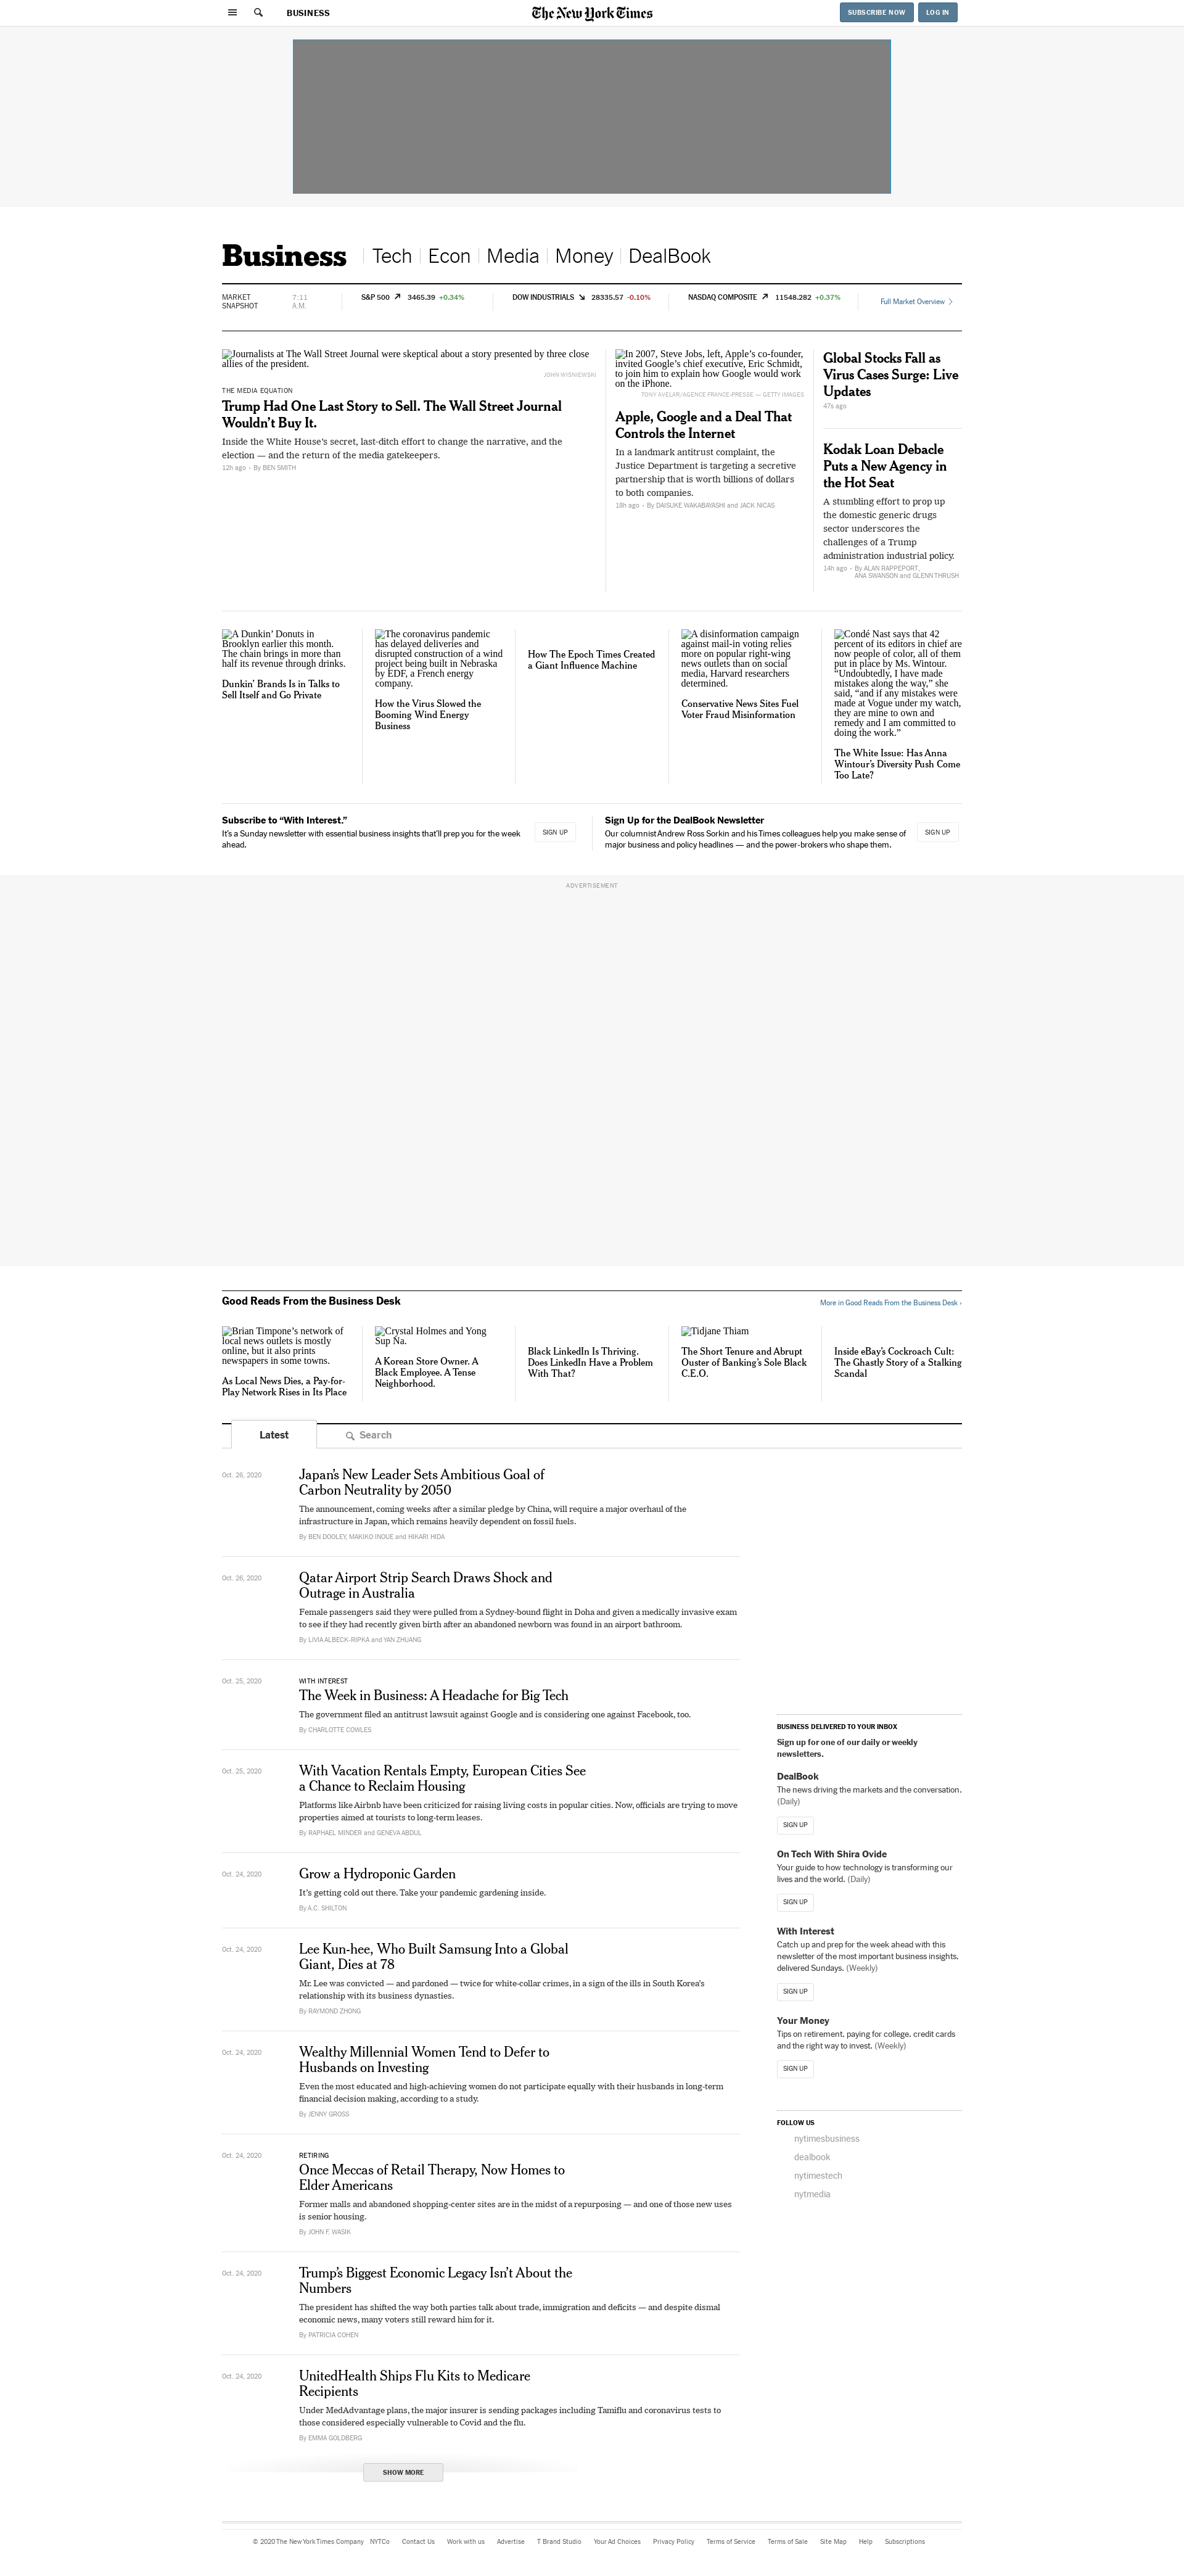 BUSINESS
The New York Times
SUBSCRIBE NOW
LOG IN
Business
Tech
Econ
Media
Money
DealBook
MARKET
SNAPSHOT
7:11
A.M.
S&P 500 3465.39 +0.34%
DOW INDUSTRIALS 28335.57 -0.10%
NASDAQ COMPOSITE 11548.282 +0.37%
Full Market Overview
Journalists at The Wall Street Journal were skeptical about a story presented by three close
allies of the president.
JOHN WISNIEWSKI
THE MEDIA EQUATION
Trump Had One Last Story to Sell. The Wall Street Journal
Wouldn’t Buy It.
Inside the White House’s secret, last-ditch effort to change the narrative, and the
election — and the return of the media gatekeepers.
12h ago · By BEN SMITH
In 2007, Steve Jobs, left, Apple’s co-founder,
invited Google’s chief executive, Eric Schmidt,
to join him to explain how Google would work
on the iPhone.
TONY AVELAR/AGENCE FRANCE-PRESSE — GETTY IMAGES
Apple, Google and a Deal That
Controls the Internet
In a landmark antitrust complaint, the
Justice Department is targeting a secretive
partnership that is worth billions of dollars
to both companies.
18h ago · By DAISUKE WAKABAYASHI and JACK NICAS
Global Stocks Fall as
Virus Cases Surge: Live
Updates
47s ago
Kodak Loan Debacle
Puts a New Agency in
the Hot Seat
A stumbling effort to prop up
the domestic generic drugs
sector underscores the
challenges of a Trump
administration industrial policy.
14h ago · By ALAN RAPPEPORT,
ANA SWANSON and GLENN THRUSH
A Dunkin’ Donuts in
Brooklyn earlier this month.
The chain brings in more than
half its revenue through drinks.
Dunkin’ Brands Is in Talks to
Sell Itself and Go Private
The coronavirus pandemic
has delayed deliveries and
disrupted construction of a wind
project being built in Nebraska
by EDF, a French energy
company.
How the Virus Slowed the
Booming Wind Energy
Business
How The Epoch Times Created
a Giant Influence Machine
A disinformation campaign
against mail-in voting relies
more on popular right-wing
news outlets than on social
media, Harvard researchers
determined.
Conservative News Sites Fuel
Voter Fraud Misinformation
Condé Nast says that 42
percent of its editors in chief are
now people of color, all of them
put in place by Ms. Wintour.
“Undoubtedly, I have made
mistakes along the way,” she
said, “and if any mistakes were
made at Vogue under my watch,
they are mine to own and
remedy and I am committed to
doing the work.”
The White Issue: Has Anna
Wintour’s Diversity Push Come
Too Late?
Subscribe to “With Interest.”
It’s a Sunday newsletter with essential business insights that’ll prep you for the week
ahead.
SIGN UP
Sign Up for the DealBook Newsletter
Our columnist Andrew Ross Sorkin and his Times colleagues help you make sense of
major business and policy headlines — and the power-brokers who shape them.
SIGN UP
ADVERTISEMENT
Good Reads From the Business Desk
More in Good Reads From the Business Desk ›
Brian Timpone’s network of
local news outlets is mostly
online, but it also prints
newspapers in some towns.
As Local News Dies, a Pay-for-
Play Network Rises in Its Place
Crystal Holmes and Yong
Sup Na.
A Korean Store Owner. A
Black Employee. A Tense
Neighborhood.
Black LinkedIn Is Thriving.
Does LinkedIn Have a Problem
With That?
Tidjane Thiam
The Short Tenure and Abrupt
Ouster of Banking’s Sole Black
C.E.O.
Inside eBay’s Cockroach Cult:
The Ghastly Story of a Stalking
Scandal
Latest
Search
Oct. 26, 2020
Japan’s New Leader Sets Ambitious Goal of
Carbon Neutrality by 2050
The announcement, coming weeks after a similar pledge by China, will require a major overhaul of the
infrastructure in Japan, which remains heavily dependent on fossil fuels.
By BEN DOOLEY, MAKIKO INOUE and HIKARI HIDA
Oct. 26, 2020
Qatar Airport Strip Search Draws Shock and
Outrage in Australia
Female passengers said they were pulled from a Sydney-bound flight in Doha and given a medically invasive exam
to see if they had recently given birth after an abandoned newborn was found in an airport bathroom.
By LIVIA ALBECK-RIPKA and YAN ZHUANG
Oct. 25, 2020
WITH INTEREST
The Week in Business: A Headache for Big Tech
The government filed an antitrust lawsuit against Google and is considering one against Facebook, too.
By CHARLOTTE COWLES
Oct. 25, 2020
With Vacation Rentals Empty, European Cities See
a Chance to Reclaim Housing
Platforms like Airbnb have been criticized for raising living costs in popular cities. Now, officials are trying to move
properties aimed at tourists to long-term leases.
By RAPHAEL MINDER and GENEVA ABDUL
Oct. 24, 2020
Grow a Hydroponic Garden
It’s getting cold out there. Take your pandemic gardening inside.
By A.C. SHILTON
Oct. 24, 2020
Lee Kun-hee, Who Built Samsung Into a Global
Giant, Dies at 78
Mr. Lee was convicted — and pardoned — twice for white-collar crimes, in a sign of the ills in South Korea’s
relationship with its business dynasties.
By RAYMOND ZHONG
Oct. 24, 2020
Wealthy Millennial Women Tend to Defer to
Husbands on Investing
Even the most educated and high-achieving women do not participate equally with their husbands in long-term
financial decision making, according to a study.
By JENNY GROSS
Oct. 24, 2020
RETIRING
Once Meccas of Retail Therapy, Now Homes to
Elder Americans
Former malls and abandoned shopping-center sites are in the midst of a repurposing — and one of those new uses
is senior housing.
By JOHN F. WASIK
Oct. 24, 2020
Trump’s Biggest Economic Legacy Isn’t About the
Numbers
The president has shifted the way both parties talk about trade, immigration and deficits — and despite dismal
economic news, many voters still reward him for it.
By PATRICIA COHEN
Oct. 24, 2020
UnitedHealth Ships Flu Kits to Medicare
Recipients
Under MedAdvantage plans, the major insurer is sending packages including Tamiflu and coronavirus tests to
those considered especially vulnerable to Covid and the flu.
By EMMA GOLDBERG
SHOW MORE
BUSINESS DELIVERED TO YOUR INBOX
Sign up for one of our daily or weekly
newsletters.
DealBook
The news driving the markets and the conversation.
(Daily)
SIGN UP
On Tech With Shira Ovide
Your guide to how technology is transforming our
lives and the world. (Daily)
SIGN UP
With Interest
Catch up and prep for the week ahead with this
newsletter of the most important business insights,
delivered Sundays. (Weekly)
SIGN UP
Your Money
Tips on retirement, paying for college, credit cards
and the right way to invest. (Weekly)
SIGN UP
FOLLOW US
nytimesbusiness
dealbook
nytimestech
nytmedia
© 2020 The New York Times Company NYTCo Contact Us Work with us Advertise T Brand Studio Your Ad Choices Privacy Policy Terms of Service Terms of Sale Site Map Help Subscriptions